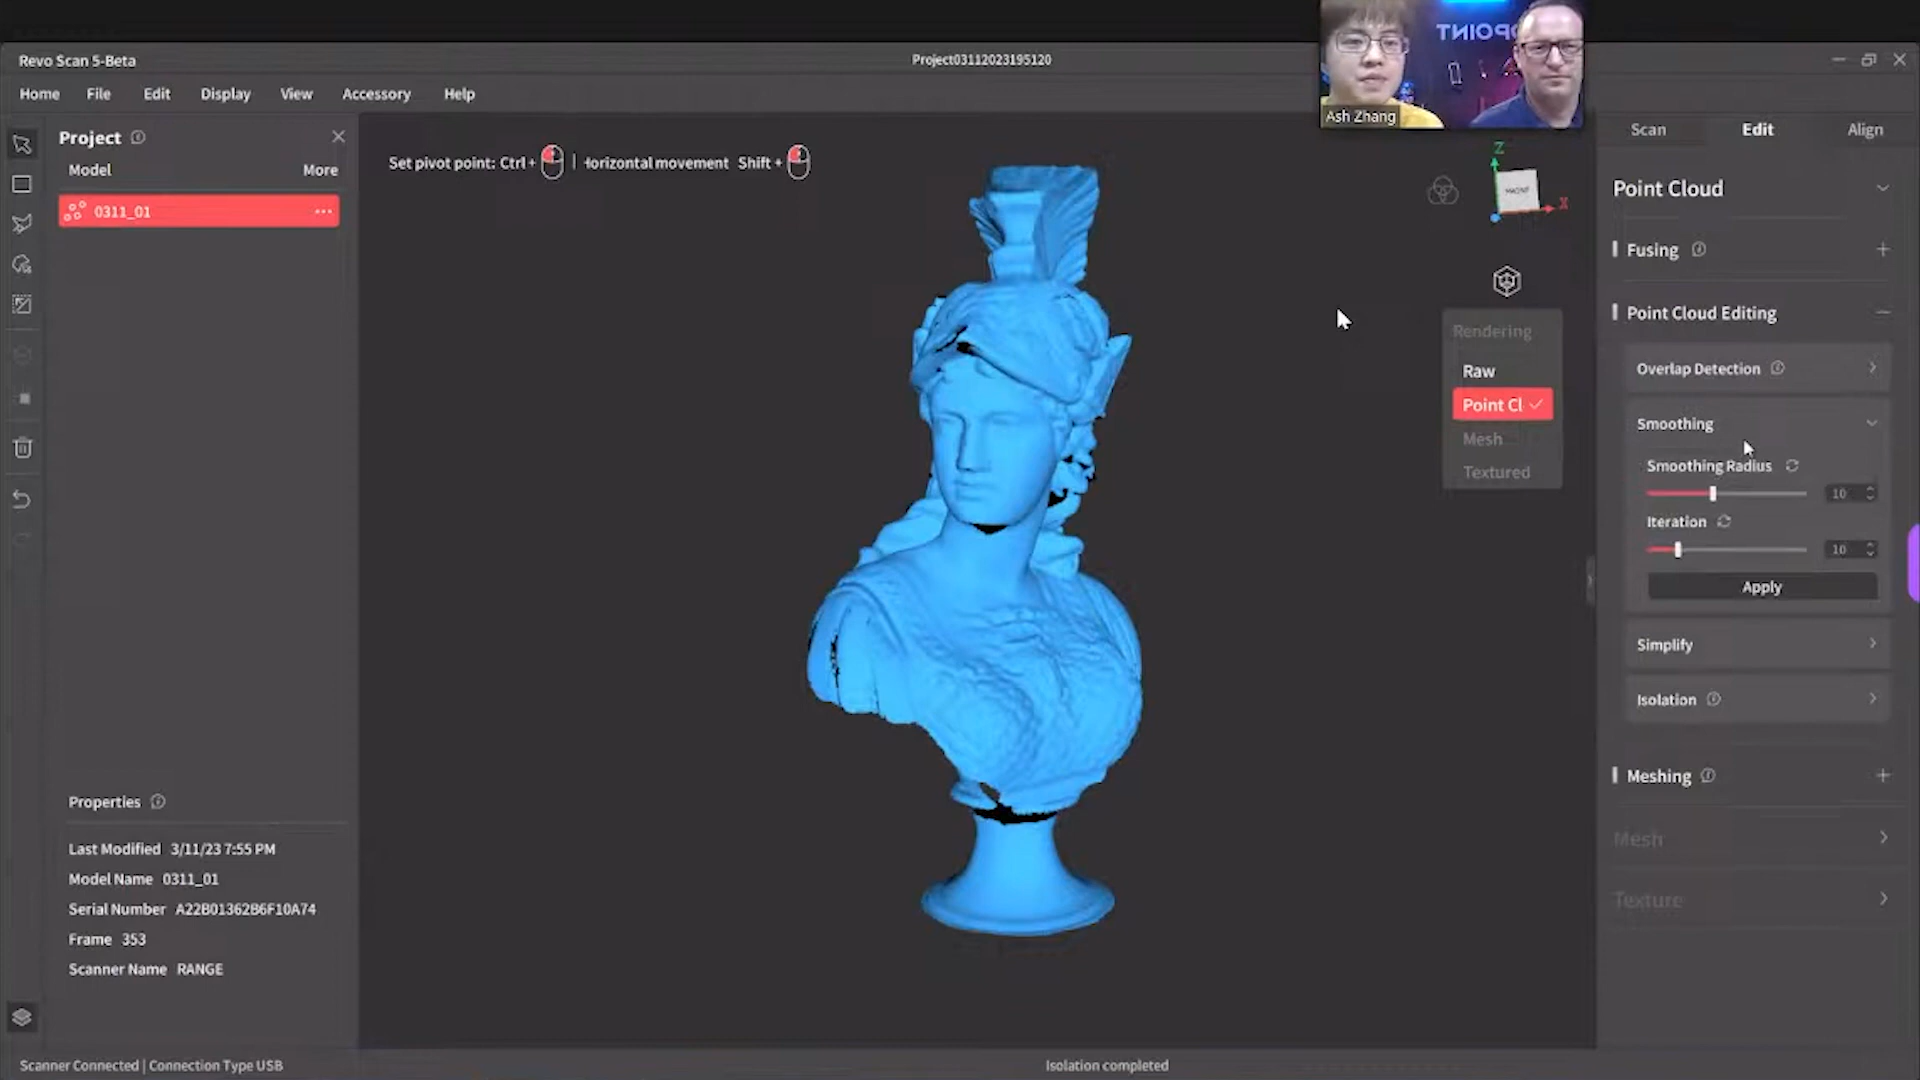 Revo Scan 5-Beta
Project03112023195120
Home File Edit Display View Accessory Help
Ash Zhang
Project
Model More
0311_01
Set pivot point: Ctrl + | Horizontal movement Shift +
Z
FRONT
X
Rendering
Raw
Point Cl
Mesh
Textured
Scan Edit Align
Point Cloud
Fusing
Point Cloud Editing
Overlap Detection
Smoothing
Smoothing Radius
10
Iteration
10
Apply
Simplify
Isolation
Meshing
Mesh
Texture
Properties
Last Modified 3/11/23 7:55 PM
Model Name 0311_01
Serial Number A22B01362B6F10A74
Frame 353
Scanner Name RANGE
Scanner Connected | Connection Type USB
Isolation completed